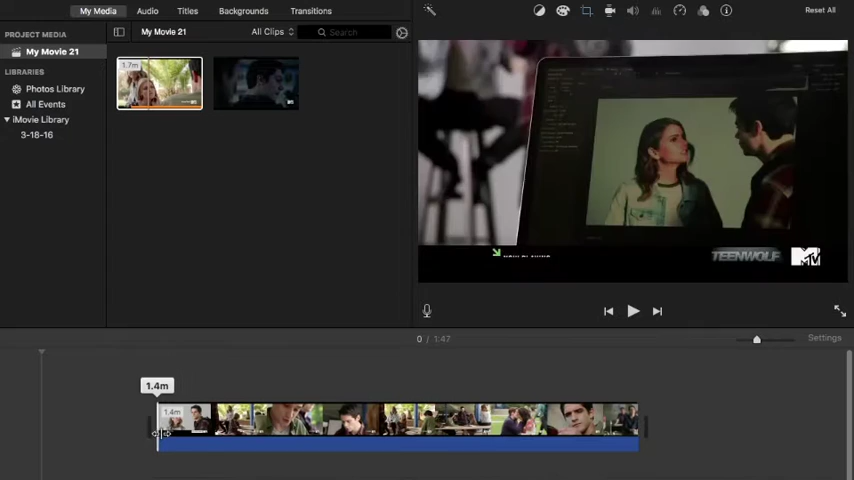 My Media Audio Titles Backgrounds Transitions
Reset All
PROJECT MEDIA
My Movie 21
All Clips
Search
My Movie 21
LIBRARIES
Photos Library
All Events
iMovie Library
3-18-16
1.7m
TEENWOLF
MTV
0 / 1:47
Settings
1.4m
1.4m